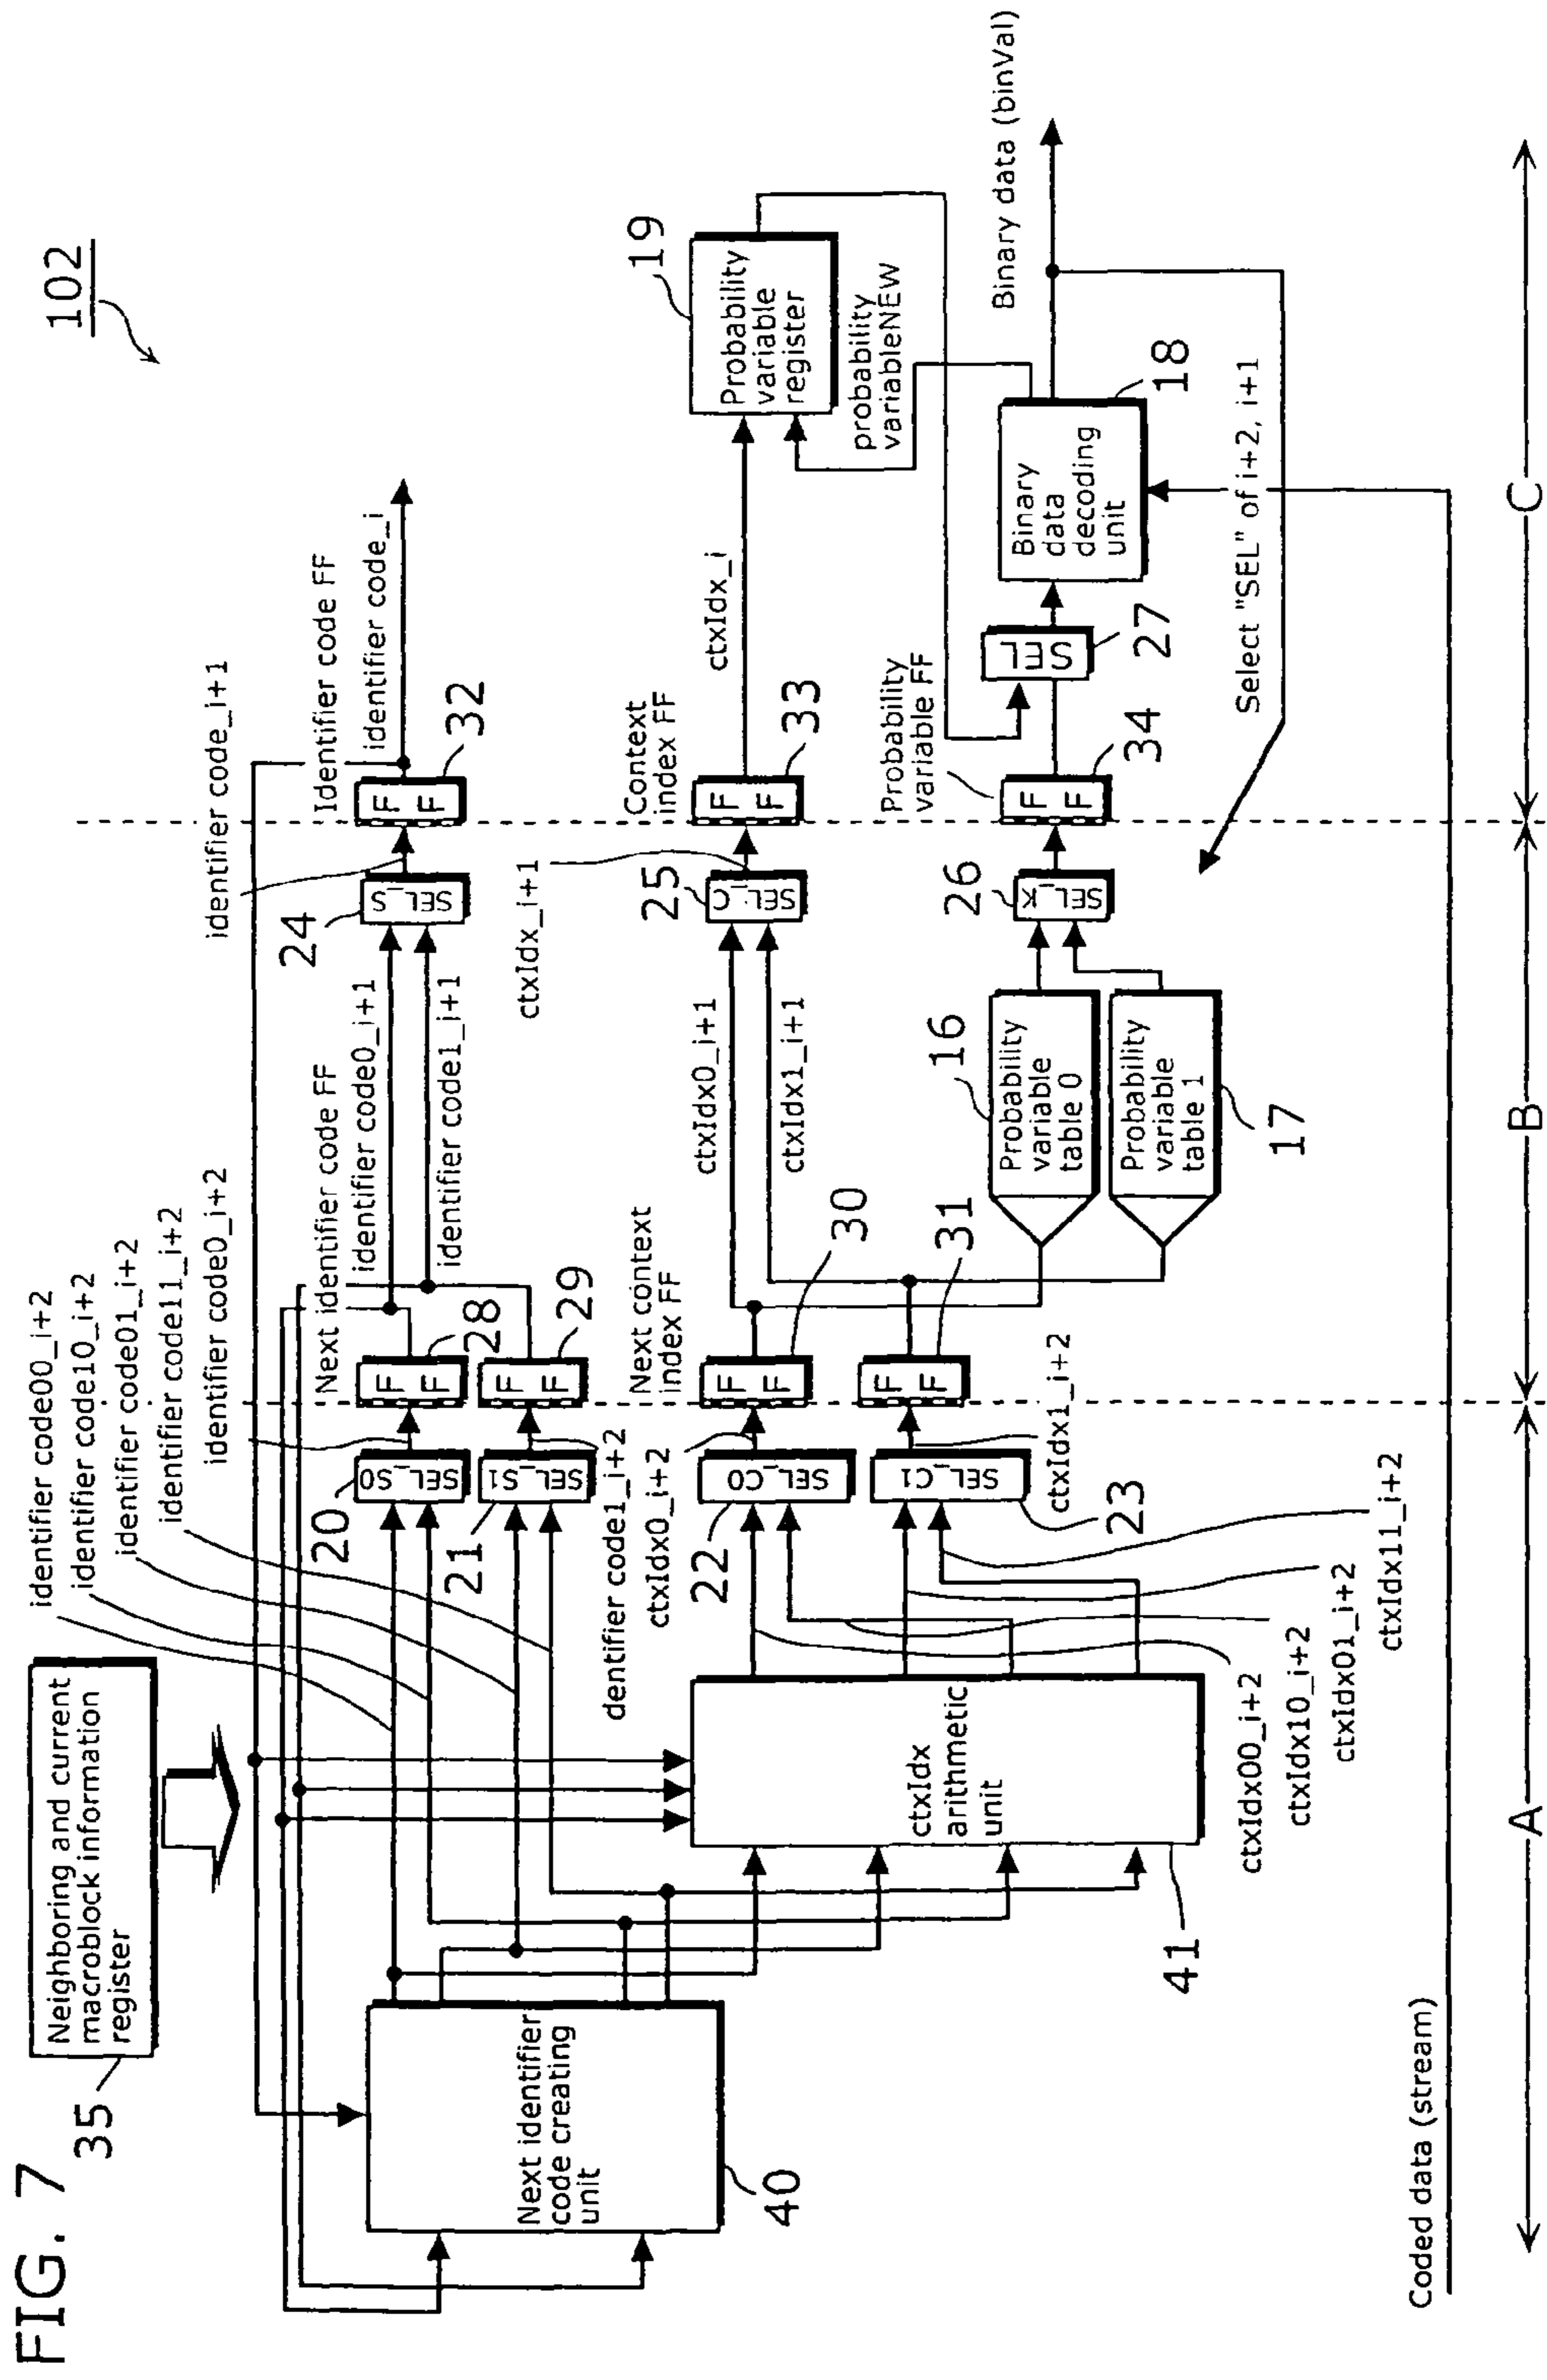 FIG. 7
102
Neighboring and current
macroblock information
register
35
identifier code00_i+2
identifier code10_i+2
identifier code01_i+2
identifier code11_i+2
identifier code0_i+2
Next identifier code FF
identifier code0_i+1
identifier code1_i+1
identifier code_i+1
Identifier code FF
identifier code_i
Next identifier
code creating
unit
40
20
SEL_S0
21
SEL_S1
F
F
28
F
F
29
24
SEL_S
F
F
32
dentifier code1_i+2
ctxIdx0_i+2
22
SEL_C0
SEL_C1
23
ctxIdx1_i+2
Next context
index FF
F
F
30
F
F
31
ctxIdx0_i+1
ctxIdx1_i+1
ctxIdx_i+1
25
SEL_C
Context
index FF
F
F
33
ctxIdx_i
19
Probability
variable
register
probability
variableNEW
ctxIdx
arithmetic
unit
41
ctxIdx00_i+2
ctxIdx10_i+2
ctxIdx01_i+2
ctxIdx11_i+2
16
Probability
variable
table 0
Probability
variable
table 1
17
26
SEL_K
Probability
variable FF
F
F
34
SEL
27
Binary
data
decoding
unit
18
Binary data (binVal)
Select "SEL" of i+2, i+1
Coded data (stream)
A
B
C